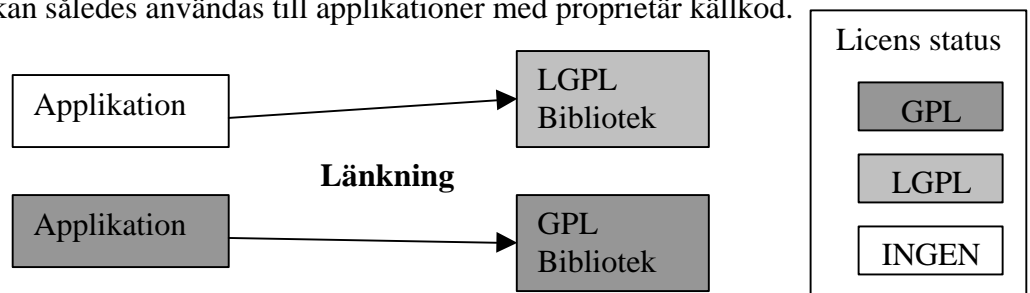 kan således användas till applikationer med proprietär källkod.
Applikation
LGPL
Bibliotek
Länkning
Applikation
GPL
Bibliotek
Licens status
GPL
LGPL
INGEN